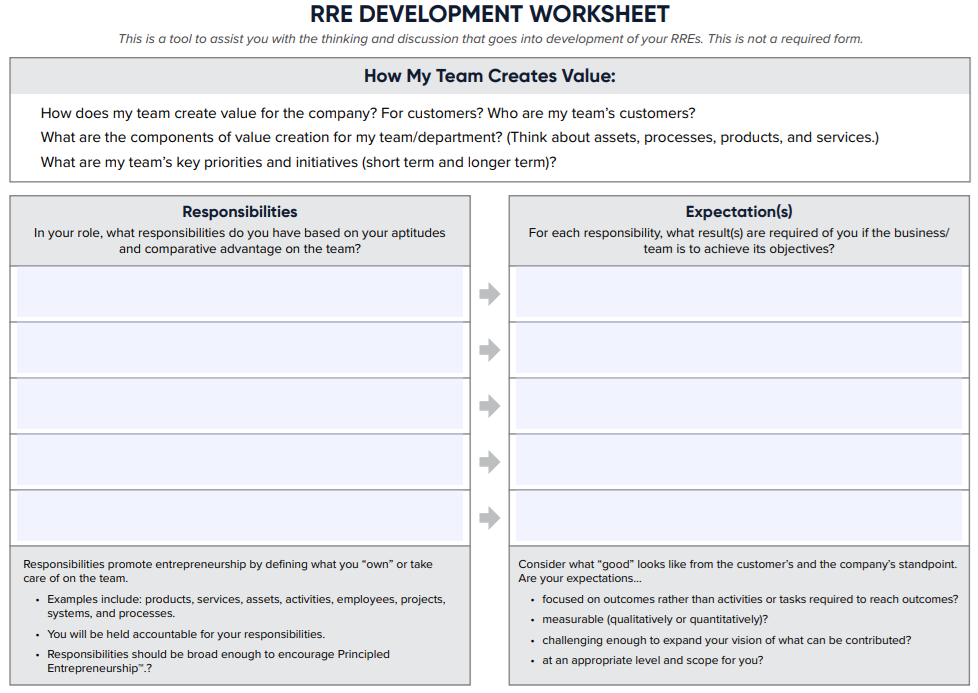 RRE DEVELOPMENT WORKSHEET
This is a tool to assist you with the thinking and discussion that goes into development of your RREs. This is not a required form.
How My Team Creates Value:
How does my team create value for the company? For customers? Who are my team's customers?
What are the components of value creation for my team/department? (Think about assets, processes, products, and services.)
What are my team's key priorities and initiatives (short term and longer term)?
Responsibilities
In your role, what responsibilities do you have based on your aptitudes
and comparative advantage on the team?
Expectation(s)
For each responsibility, what result(s) are required of you if the business/
team is to achieve its objectives?
Responsibilities promote entrepreneurship by defining what you “own” or take
care of on the team.
• Examples include: products, services, assets, activities, employees, projects,
systems, and processes.
• You will be held accountable for your responsibilities.
• Responsibilities should be broad enough to encourage Principled
Entrepreneurship™.?
Consider what “good” looks like from the customer's and the company's standpoint.
Are your expectations...
• focused on outcomes rather than activities or tasks required to reach outcomes?
• measurable (qualitatively or quantitatively)?
• challenging enough to expand your vision of what can be contributed?
• at an appropriate level and scope for you?